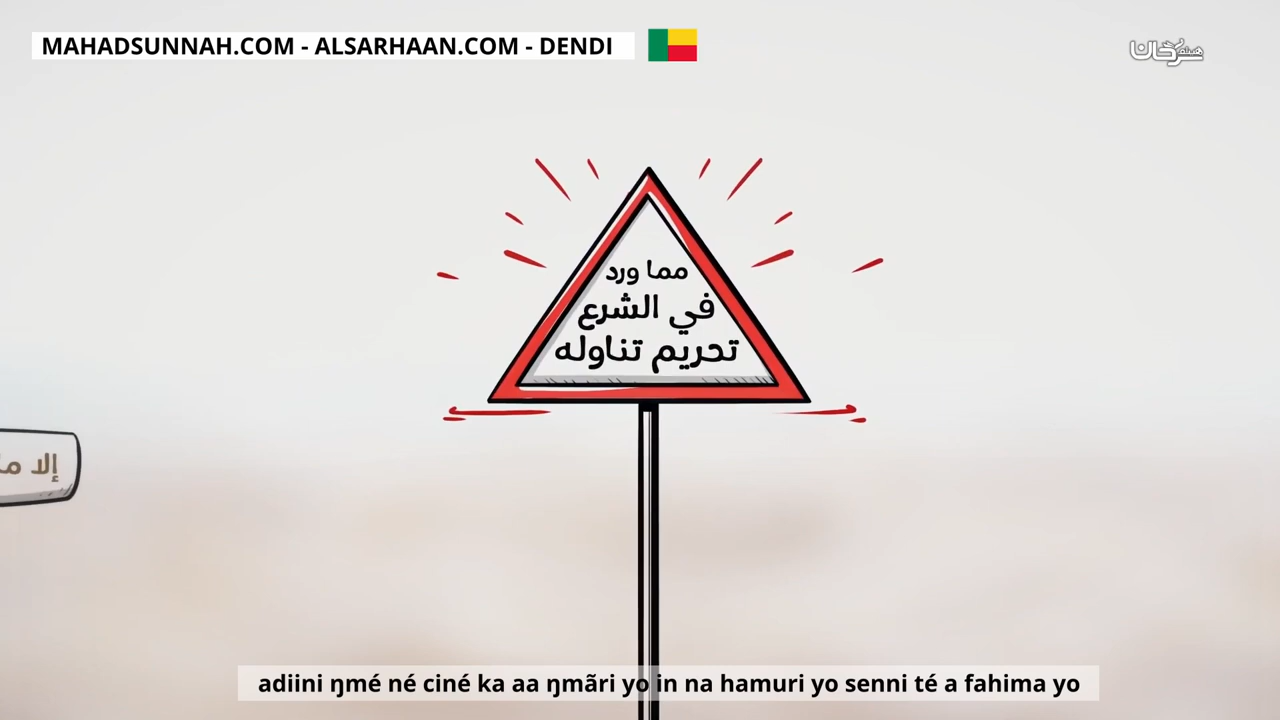 MAHADSUNNAH.COM - ALSARHAAN.COM - DENDI
مما ورد
في الشرع
تحريم تناوله
إلا
adiini ŋmé né ciné ka aa ŋmãri yo in na hamuri yo senni té a fahima yo